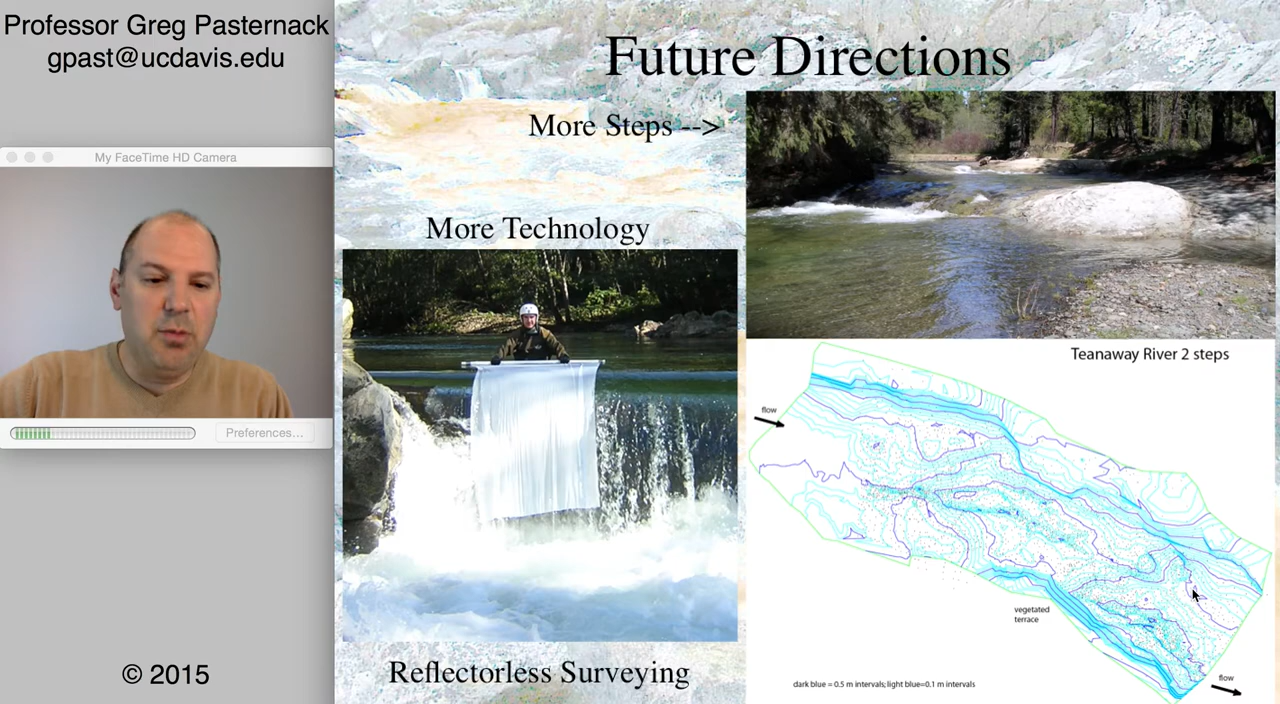 Professor Greg Pasternack
gpast@ucdavis.edu
My FaceTime HD Camera
Preferences...
© 2015
Future Directions
More Steps -->
More Technology
Reflectorless Surveying
Teanaway River 2 steps
flow
vegetated
terrace
flow
dark blue = 0.5 m intervals; light blue=0.1 m intervals